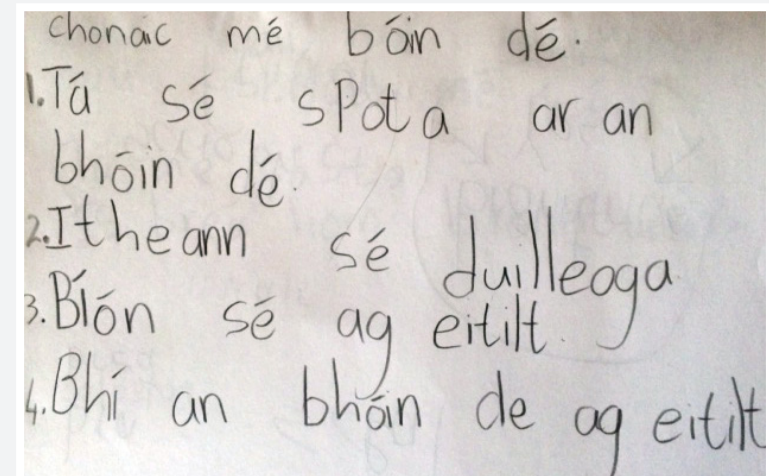 chonaic mé bóin dé.
1. Tá sé spota ar an
bhóin dé.
2. Itheann sé duilleoga
3. Bíón sé ag eitilt.
4. Bhí an bhóin de ag eitilt